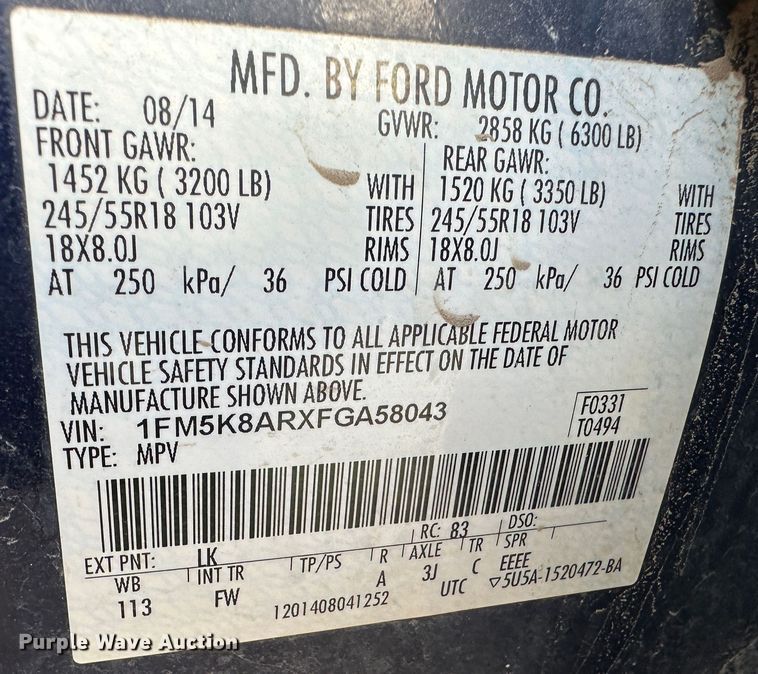 MFD. BY FORD MOTOR CO.
DATE: 08/14 GVWR: 2858 KG ( 6300 LB)
FRONT GAWR: REAR GAWR:
1452 KG ( 3200 LB) WITH 1520 KG ( 3350 LB) WITH
245/55R18 103V TIRES 245/55R18 103V TIRES
18X8.0J RIMS 18X8.0J RIMS
AT 250 kPa/ 36 PSI COLD AT 250 kPa/ 36 PSI COLD
THIS VEHICLE CONFORMS TO ALL APPLICABLE FEDERAL MOTOR
VEHICLE SAFETY STANDARDS IN EFFECT ON THE DATE OF
MANUFACTURE SHOWN ABOVE.
VIN: 1FM5K8ARXFGA58043 F0331
TYPE: MPV T0494
EXT PNT: LK RC: 83 DSO:
WB INT TR TP/PS R AXLE TR SPR
113 FW A 3J C EEEE
1201408041252 UTC ▽5U5A-1520472-BA
Purple Wave Auction